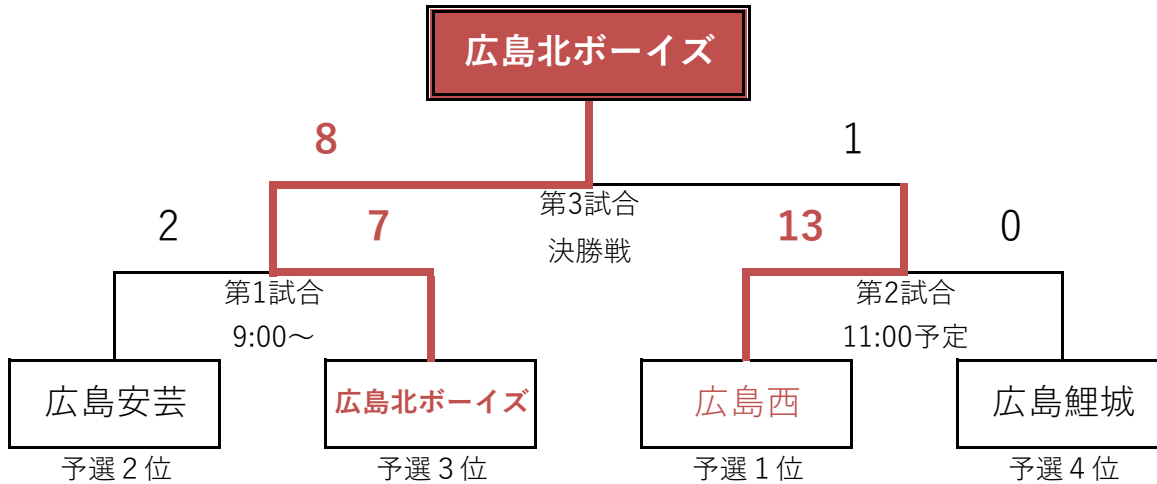 広島北ボーイズ
8
1
第3試合
決勝戦
2
7
13
0
第1試合
9:00～
第2試合
11:00予定
広島安芸
広島北ボーイズ
広島西
広島鯉城
予選２位
予選３位
予選１位
予選４位